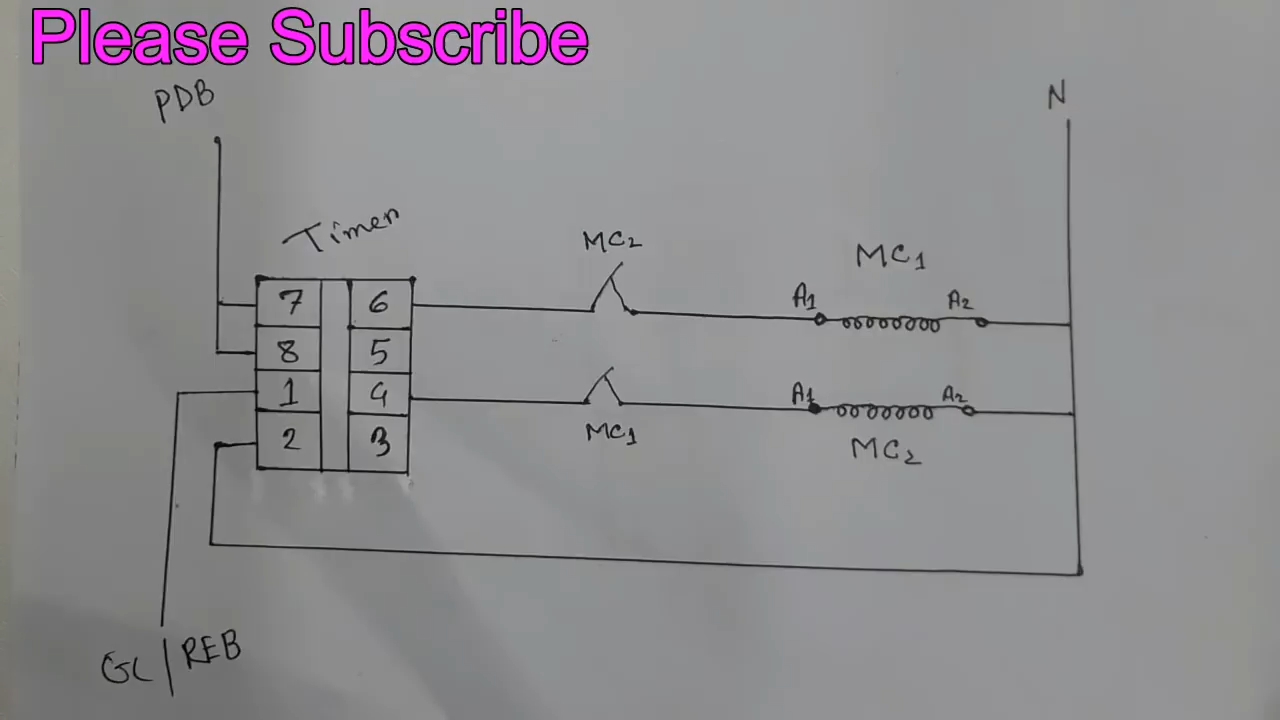 Please Subscribe
PDB
N
Timer
MC2
MC1
A1
A2
7
6
8
5
1
4
2
3
A1
A2
MC1
MC2
GC/REB